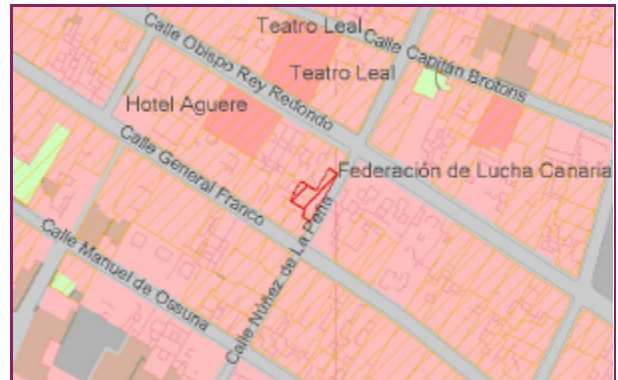 Teatro Leal
Calle Capitán Brotons
Calle Obispo Rey Redondo
Teatro Leal
Hotel Aguere
Calle General Franco
Federación de Lucha Canaria
Calle Núñez de La Peña
Calle Manuel de Ossuna